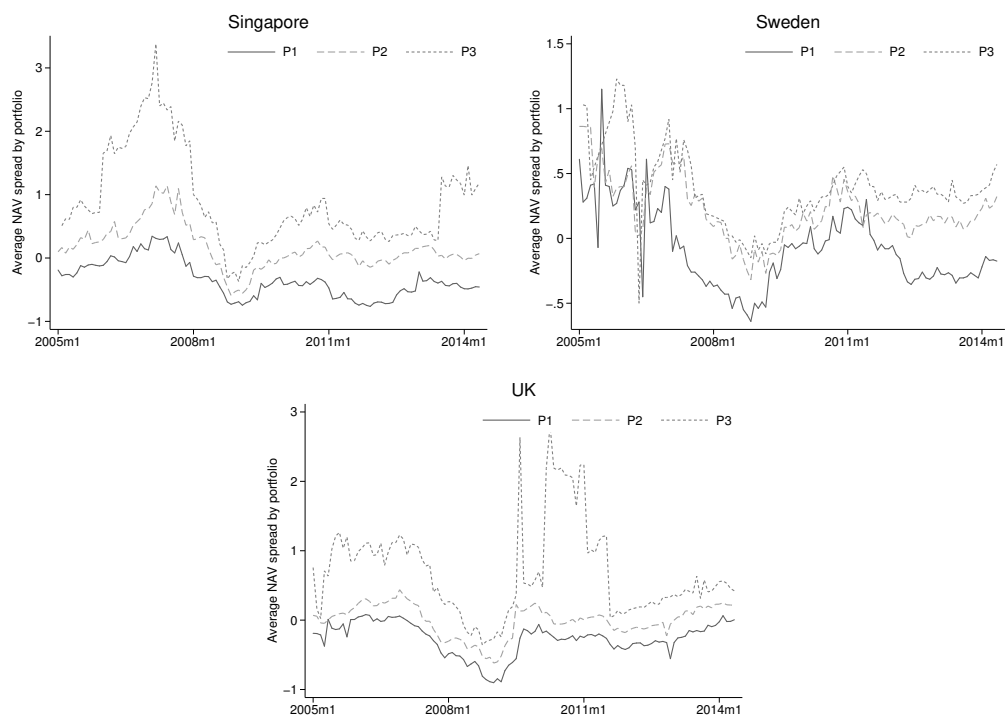 Singapore
P1 P2 P3
Average NAV spread by portfolio
3
2
1
0
−1
2005m1 2008m1 2011m1 2014m1
Sweden
P1 P2 P3
Average NAV spread by portfolio
1.5
1
.5
0
−.5
2005m1 2008m1 2011m1 2014m1
UK
P1 P2 P3
Average NAV spread by portfolio
3
2
1
0
−1
2005m1 2008m1 2011m1 2014m1